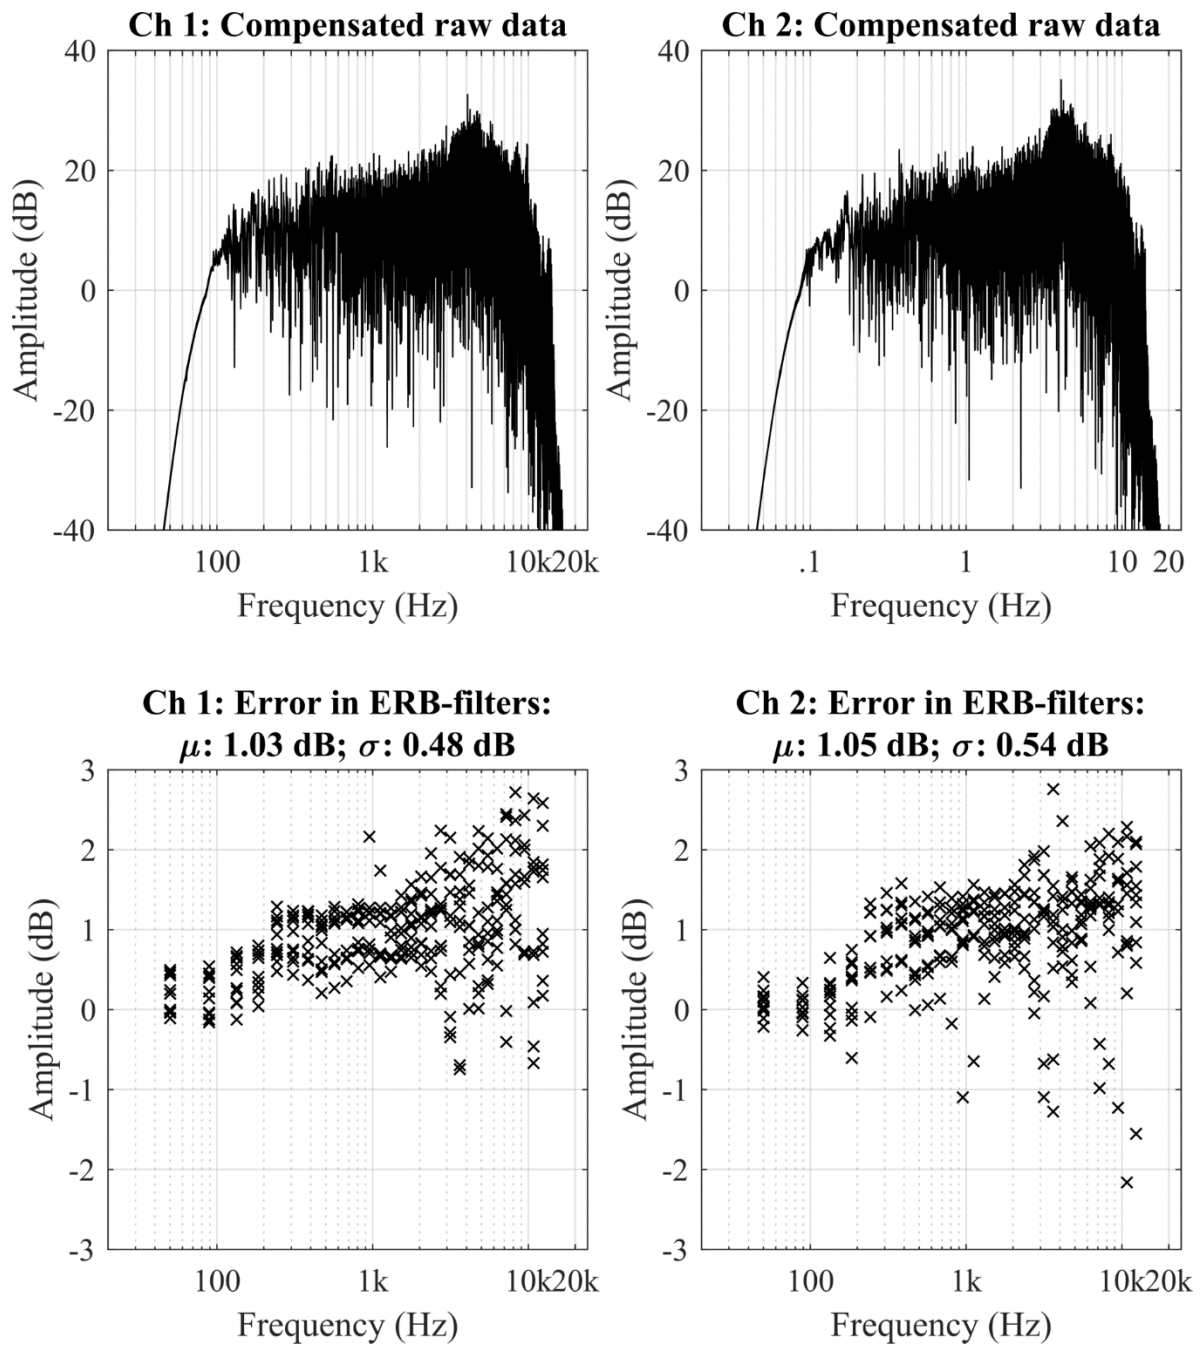 Ch 1: Compensated raw data
40
20
0
-20
-40
Amplitude (dB)
100 1k 10k20k
Frequency (Hz)
Ch 2: Compensated raw data
40
20
0
-20
-40
Amplitude (dB)
.1 1 10 20
Frequency (Hz)
Ch 1: Error in ERB-filters:
μ: 1.03 dB; σ: 0.48 dB
3
2
1
0
-1
-2
-3
Amplitude (dB)
100 1k 10k20k
Frequency (Hz)
Ch 2: Error in ERB-filters:
μ: 1.05 dB; σ: 0.54 dB
3
2
1
0
-1
-2
-3
Amplitude (dB)
100 1k 10k20k
Frequency (Hz)